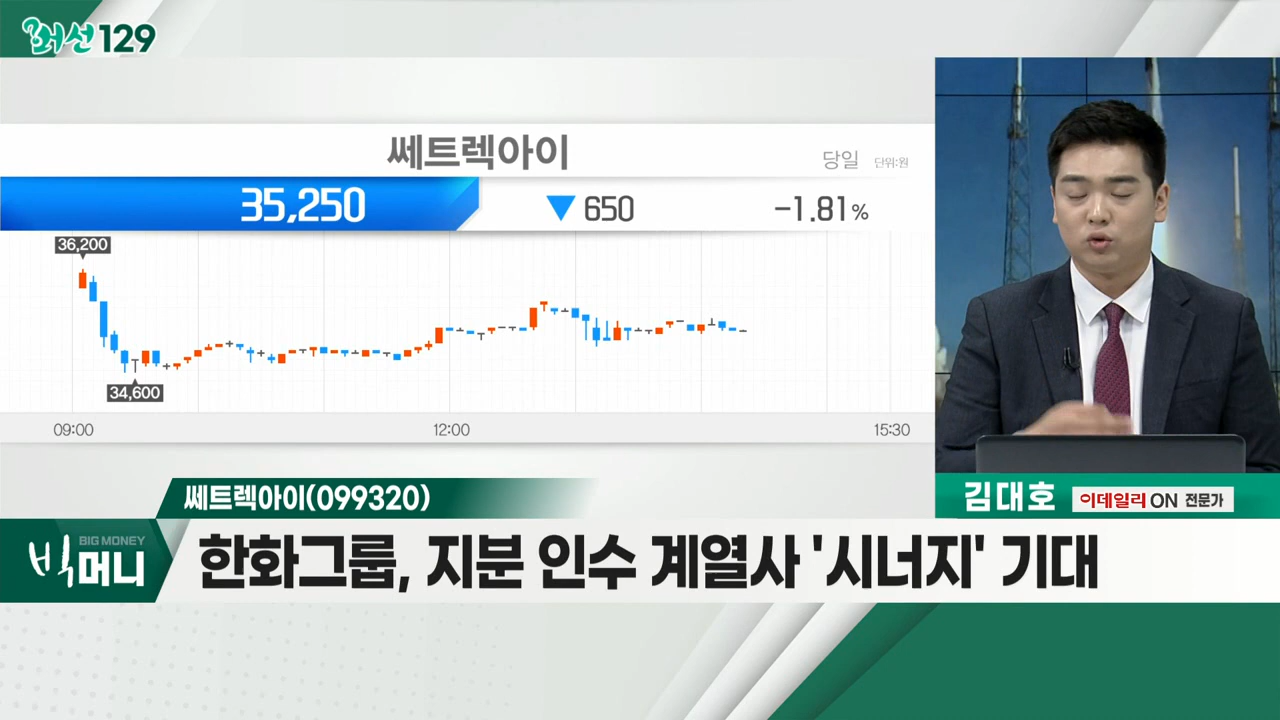 최선129
쎄트렉아이
당일 단위:원
35,250 ▼650 -1.81%
36,200
34,600
09:00 12:00 15:30
김대호 이데일리ON 전문가
쎄트렉아이(099320)
BIG MONEY
빅머니
한화그룹, 지분 인수 계열사 '시너지' 기대